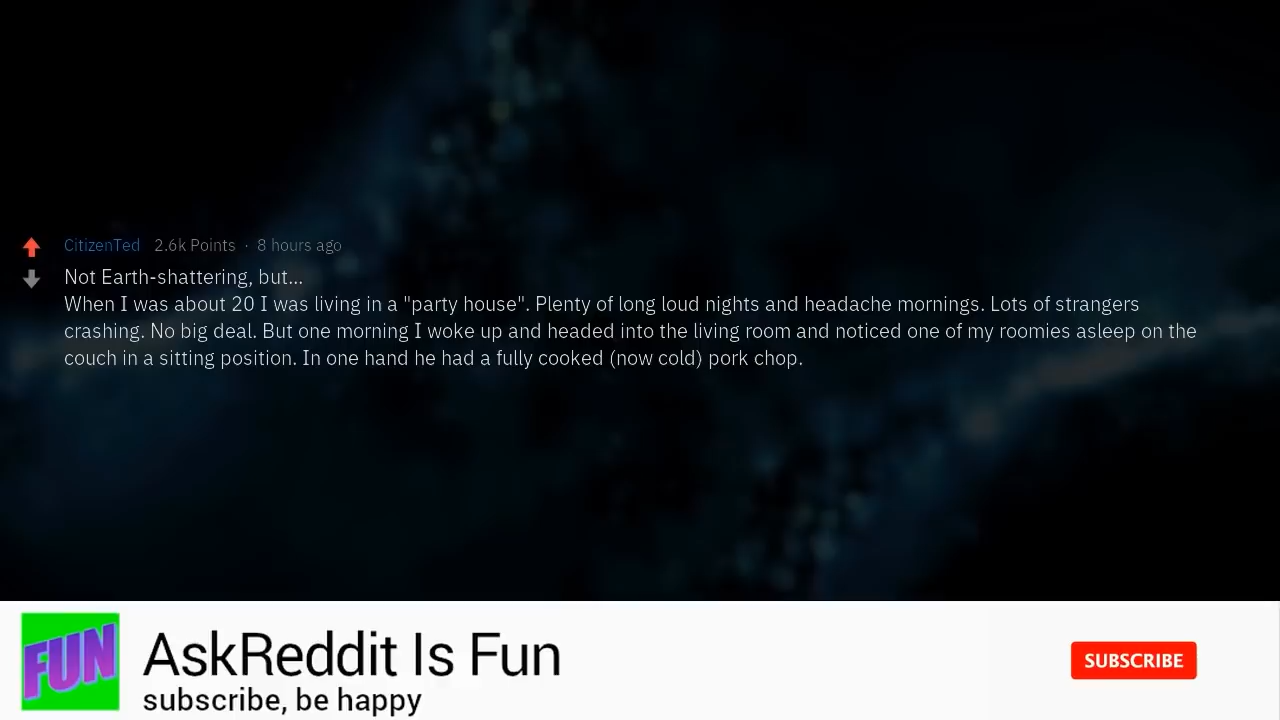 CitizenTed 2.6k Points · 8 hours ago
Not Earth-shattering, but...
When I was about 20 I was living in a "party house". Plenty of long loud nights and headache mornings. Lots of strangers
crashing. No big deal. But one morning I woke up and headed into the living room and noticed one of my roomies asleep on the
couch in a sitting position. In one hand he had a fully cooked (now cold) pork chop.
FUN
AskReddit Is Fun
subscribe, be happy
SUBSCRIBE